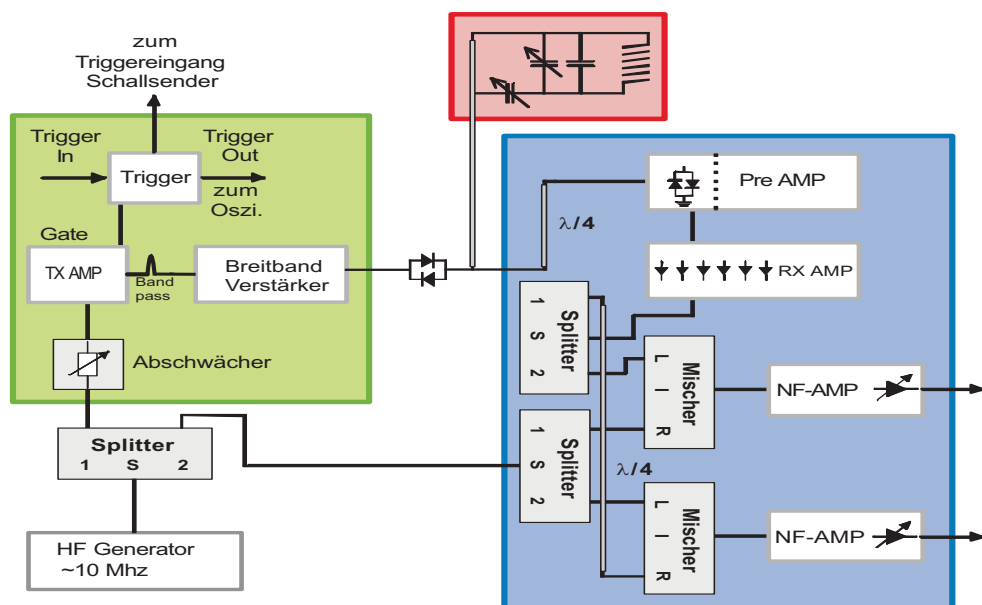 zum
Triggereingang
Schallsender
Trigger
In
Trigger
Out
Trigger
zum
Oszi.
Gate
TX AMP
Band
pass
Breitband
Verstärker
Abschwächer
Splitter
1 S 2
HF Generator
~10 Mhz
λ/4
Pre AMP
RX AMP
Splitter
1 S 2
Splitter
1 S 2
λ/4
Mischer
L I R
NF-AMP
Mischer
L I R
NF-AMP